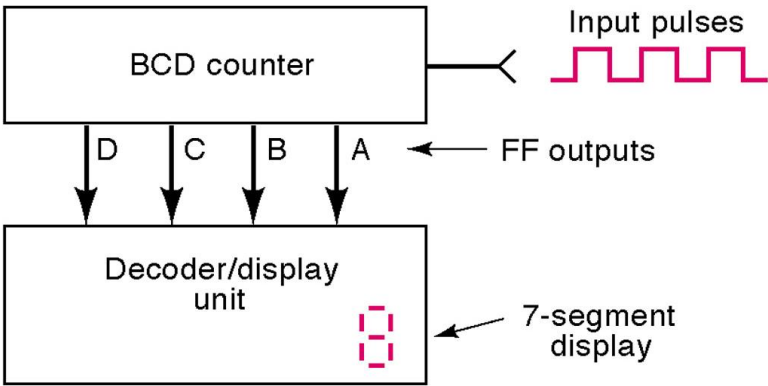 Input pulses
BCD counter
D C B A
FF outputs
Decoder/display
unit
7-segment
display